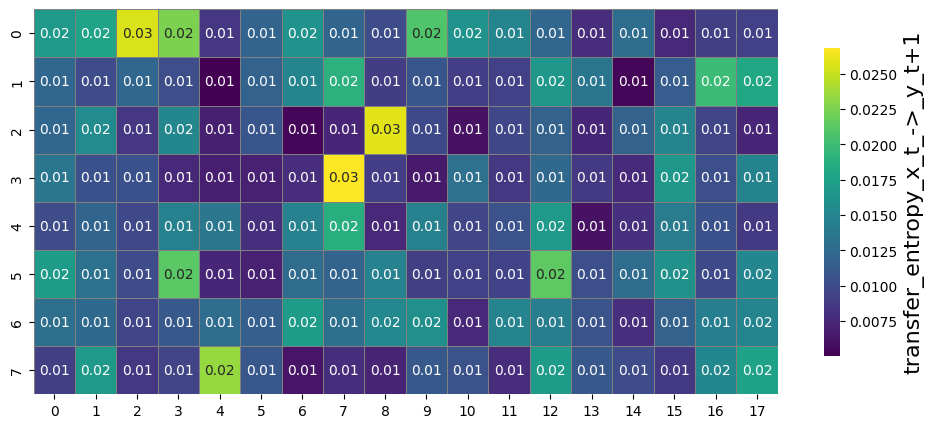 0 0.02 0.02 0.03 0.02 0.01 0.01 0.02 0.01 0.01 0.02 0.02 0.01 0.01 0.01 0.01 0.01 0.01 0.01
1 0.01 0.01 0.01 0.01 0.01 0.01 0.01 0.02 0.01 0.01 0.01 0.01 0.02 0.01 0.01 0.01 0.02 0.02
2 0.01 0.02 0.01 0.02 0.01 0.01 0.01 0.01 0.03 0.01 0.01 0.01 0.01 0.01 0.01 0.01 0.01 0.01
3 0.01 0.01 0.01 0.01 0.01 0.01 0.01 0.03 0.01 0.01 0.01 0.01 0.01 0.01 0.01 0.02 0.01 0.01
4 0.01 0.01 0.01 0.01 0.01 0.01 0.01 0.02 0.01 0.01 0.01 0.01 0.02 0.01 0.01 0.01 0.01 0.01
5 0.02 0.01 0.01 0.02 0.01 0.01 0.01 0.01 0.01 0.01 0.01 0.01 0.02 0.01 0.01 0.02 0.01 0.02
6 0.01 0.01 0.01 0.01 0.01 0.01 0.02 0.01 0.02 0.02 0.01 0.01 0.01 0.01 0.01 0.01 0.01 0.02
7 0.01 0.02 0.01 0.01 0.02 0.01 0.01 0.01 0.01 0.01 0.01 0.01 0.02 0.01 0.01 0.01 0.02 0.02
0 1 2 3 4 5 6 7 8 9 10 11 12 13 14 15 16 17
0.0250
0.0225
0.0200
0.0175
0.0150
0.0125
0.0100
0.0075
transfer_entropy_x_t_->_y_t+1